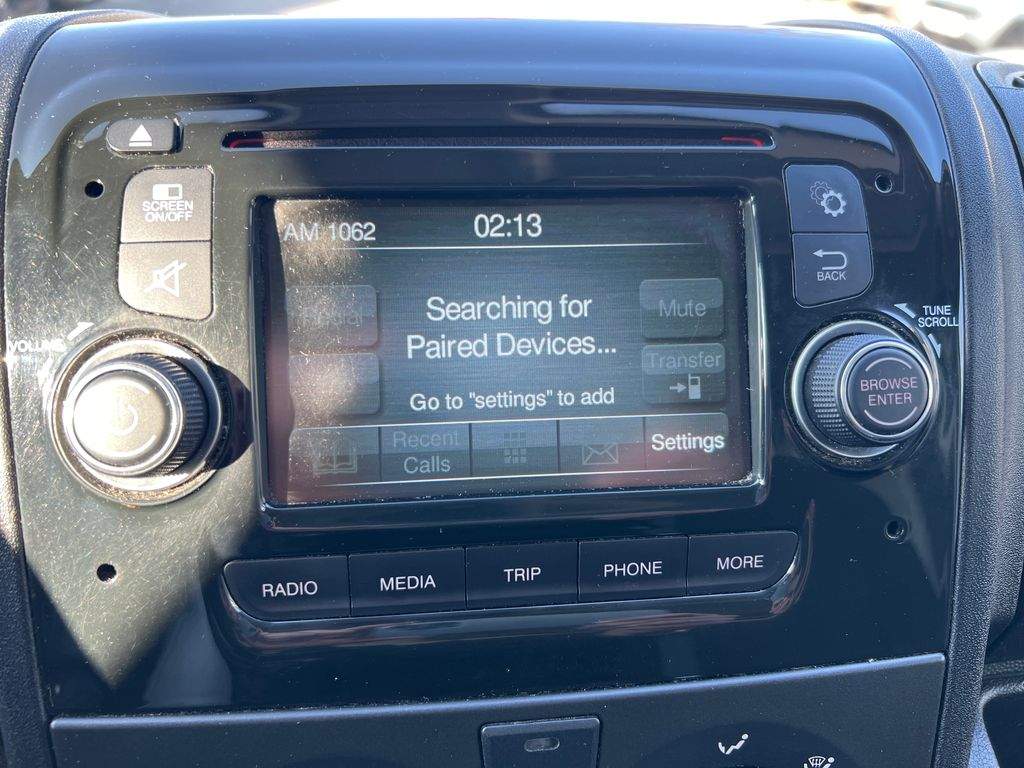 SCREEN
ON/OFF
AM 1062
02:13
Searching for
Paired Devices...
Go to "settings" to add
Mute
Transfer
Recent
Calls
Settings
BACK
VOLUME
TUNE
SCROLL
BROWSE
ENTER
RADIO
MEDIA
TRIP
PHONE
MORE